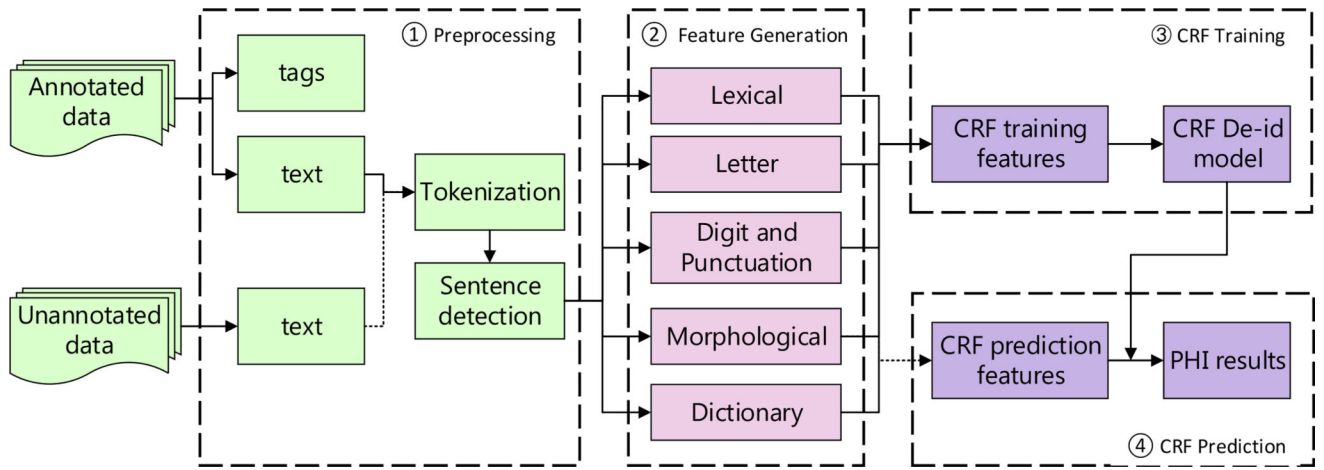 ① Preprocessing
② Feature Generation
③ CRF Training
Annotated
data
tags
text
Tokenization
Sentence
detection
Unannotated
data
text
Lexical
Letter
Digit and
Punctuation
Morphological
Dictionary
CRF training
features
CRF De-id
model
CRF prediction
features
PHI results
④ CRF Prediction